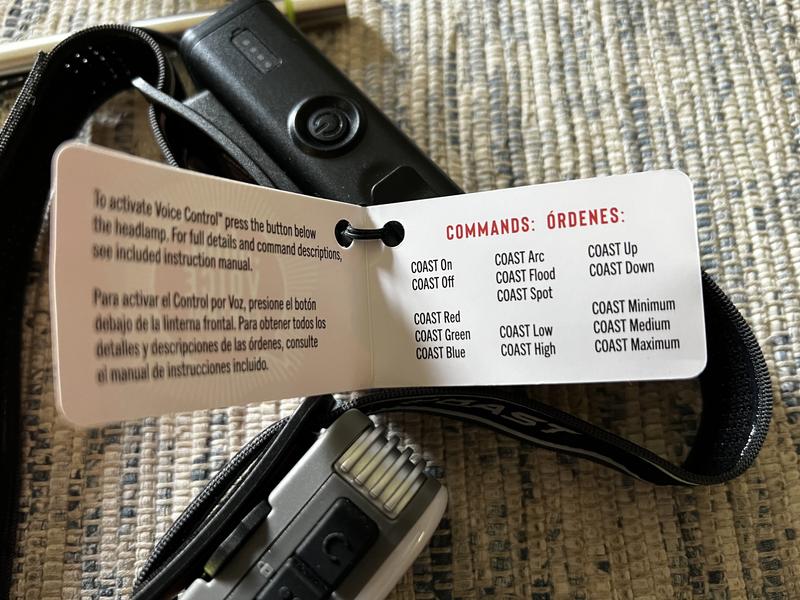 To activate Voice Control™ press the button below
the headlamp. For full details and command descriptions,
see included instruction manual.
Para activar el Control por Voz, presione el botón
debajo de la linterna frontal. Para obtener todos los
detalles y descripciones de las órdenes, consulte
el manual de instrucciones incluido.
COMMANDS: ÓRDENES:
COAST On
COAST Off
COAST Red
COAST Green
COAST Blue
COAST Arc
COAST Flood
COAST Spot
COAST Low
COAST High
COAST Up
COAST Down
COAST Minimum
COAST Medium
COAST Maximum
COAST